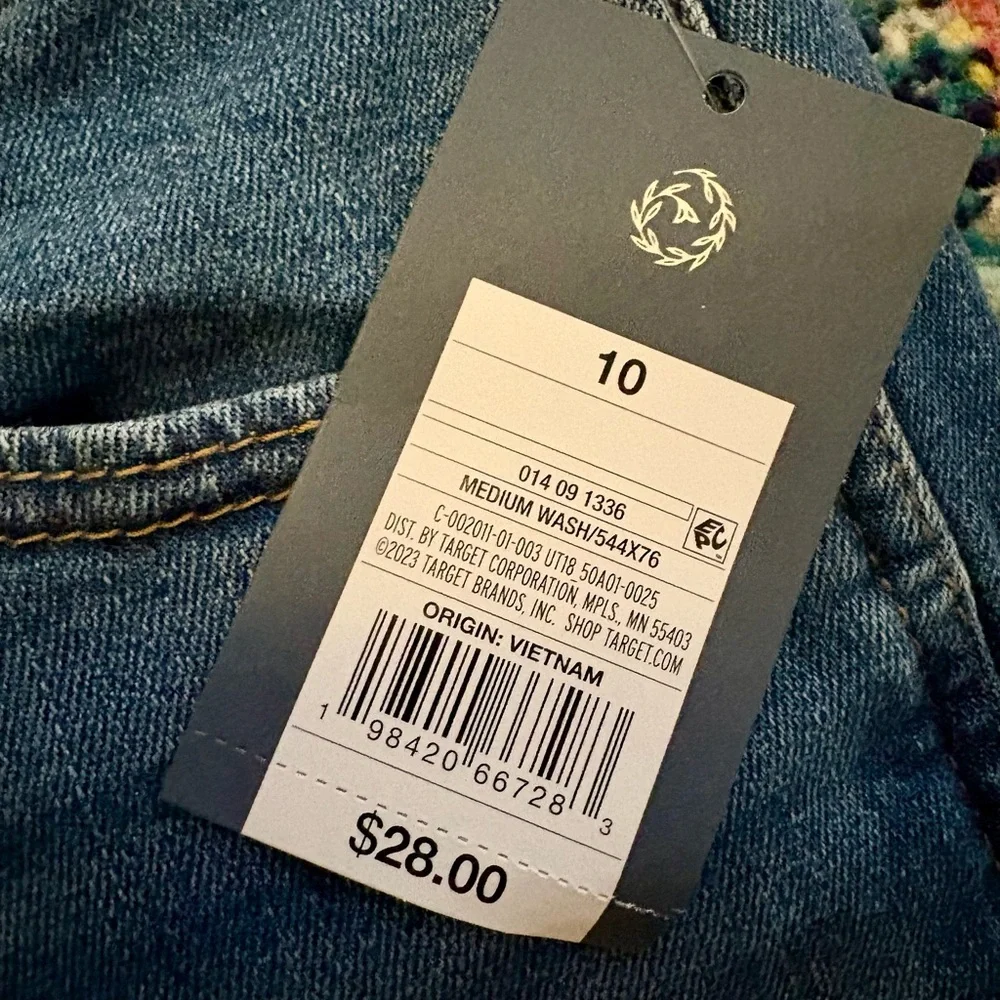 10
014 09 1336
MEDIUM WASH/544X76
C-002011-01-003 UT18 50A01-0025
DIST. BY TARGET CORPORATION, MPLS, MN 55403
©2023 TARGET BRANDS, INC. SHOP TARGET.COM
EPC
ORIGIN: VIETNAM
1 98420 66728 3
$28.00